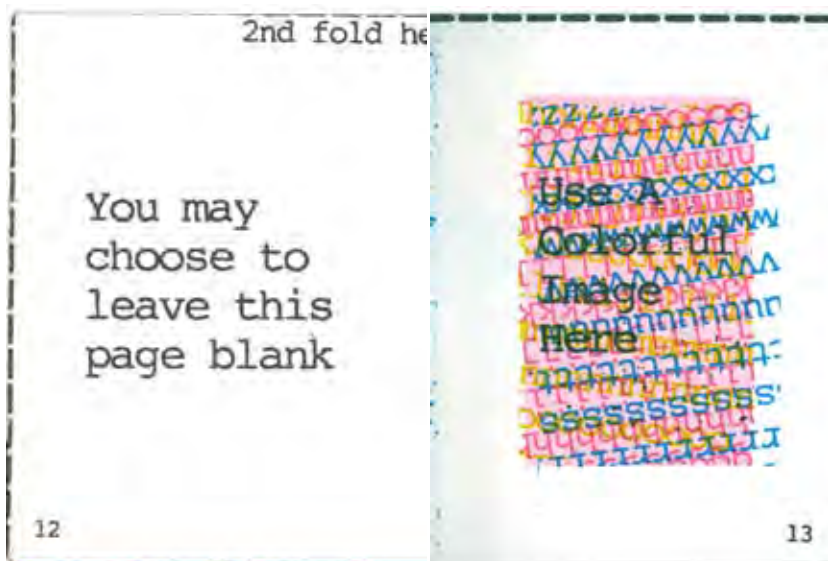 2nd fold he
You may
choose to
leave this
page blank
12
Use A
Colorful
Image
Here
13